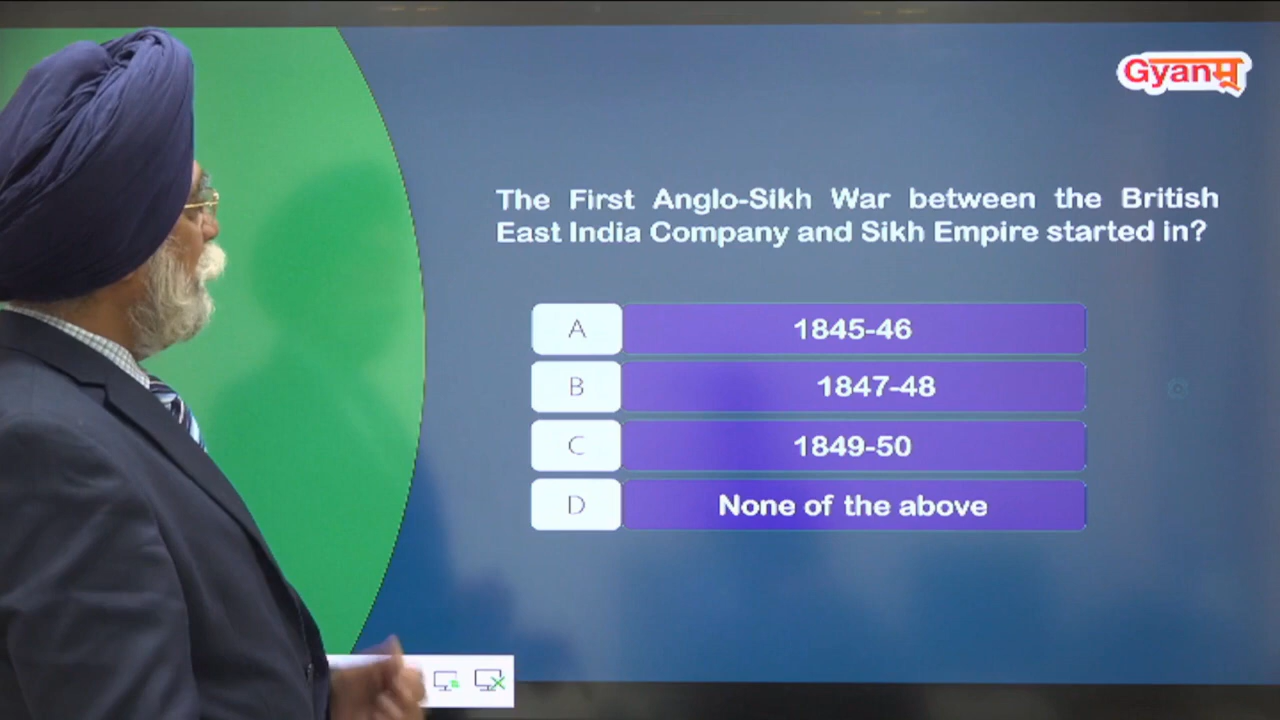 Gyanम्
The First Anglo-Sikh War between the British
East India Company and Sikh Empire started in?
A 1845-46
B 1847-48
C 1849-50
D None of the above